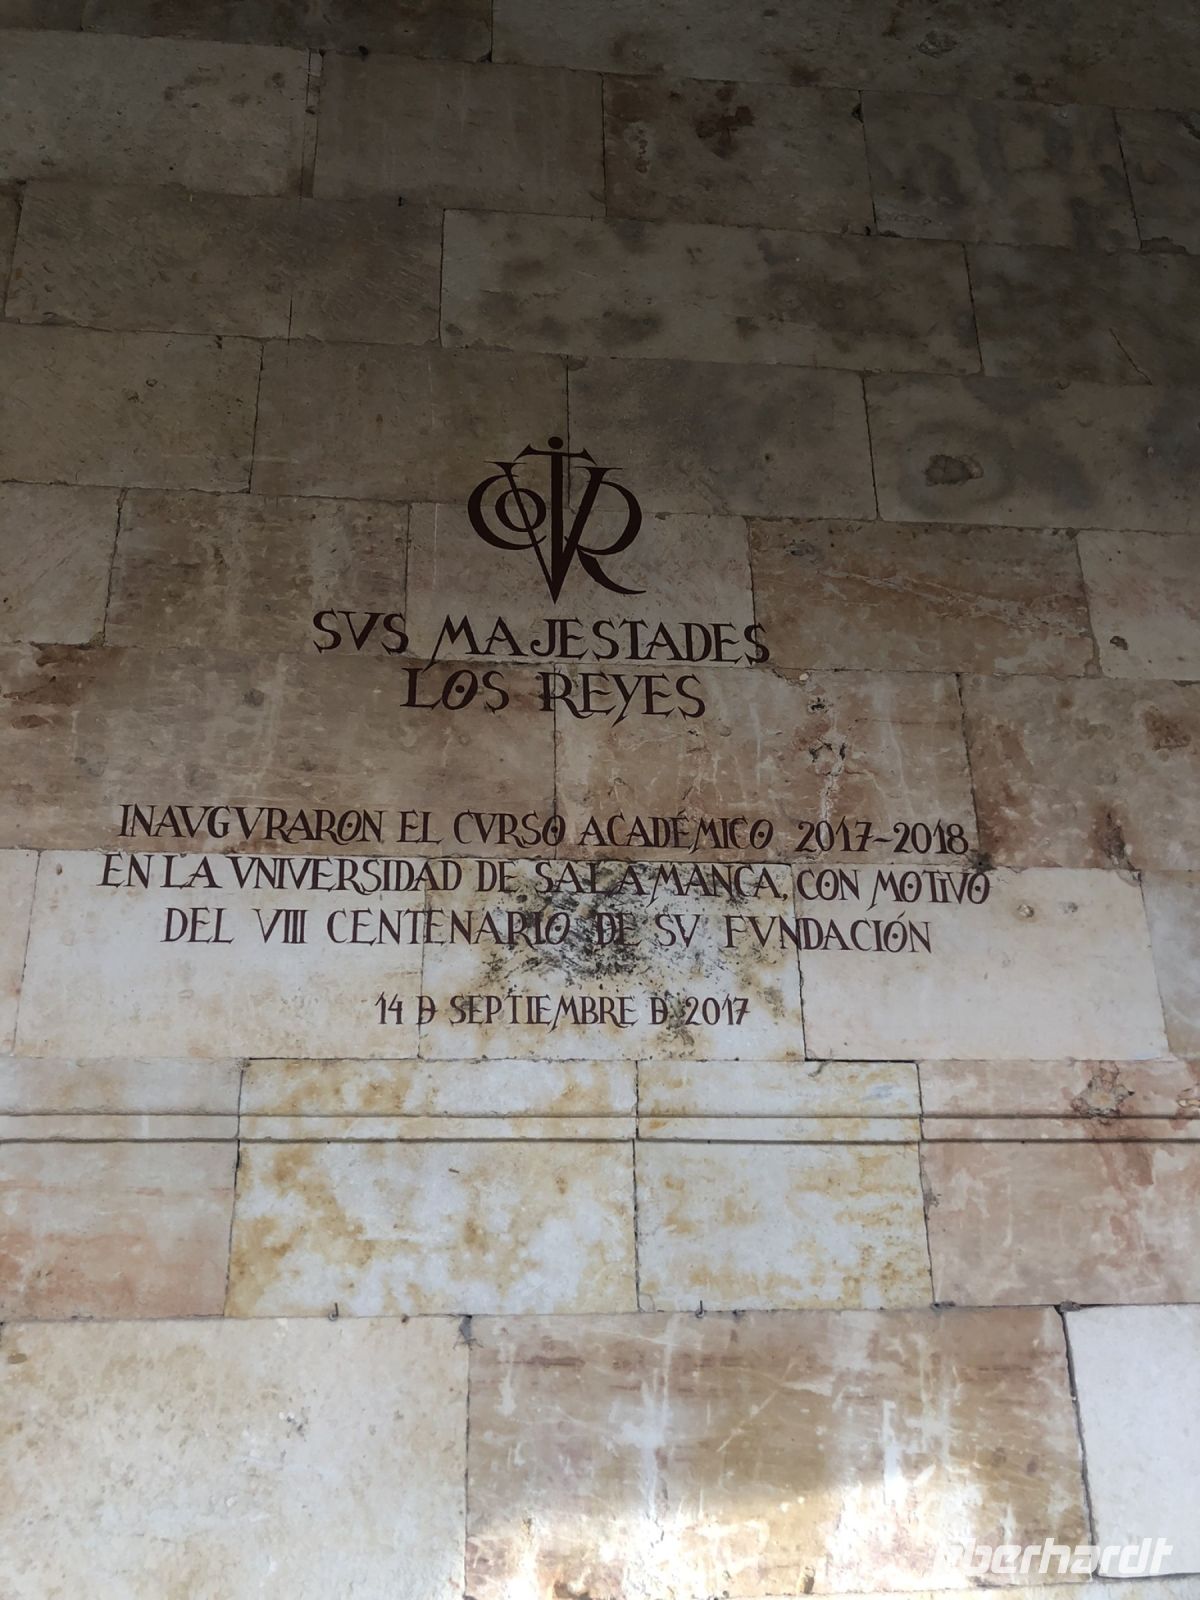 SVS MAJESTADES
LOS REYES
INAVGVRARON EL CVRSO ACADÉMICO 2017-2018
EN LA VNIVERSIDAD DE SALAMANCA, CON MOTIVO
DEL VIII CENTENARIO DE SV FVNDACIÓN
14 D SEPTIEMBRE D 2017
eberhardt